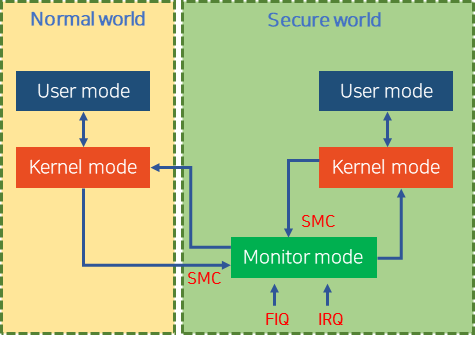 Normal world
Secure world
User mode
User mode
Kernel mode
Kernel mode
SMC
Monitor mode
SMC
FIQ
IRQ